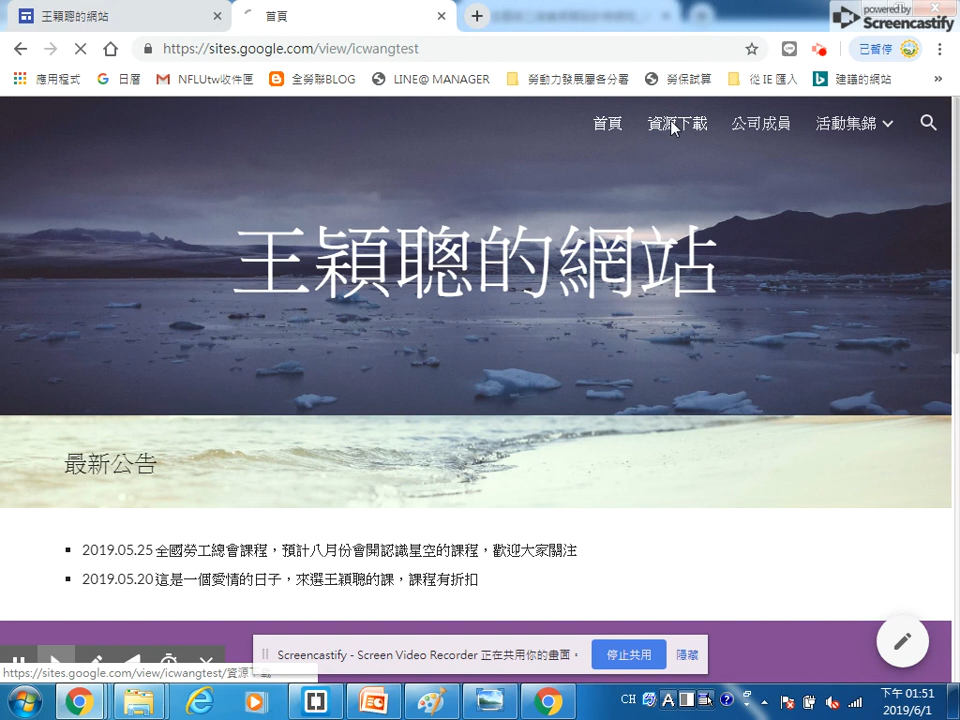 王穎聰的網站
首頁
powered by
Screencastify
https://sites.google.com/view/icwangtest
已暫停
應用程式
日曆
NFLUtw收件匣
全勞聯BLOG
LINE@ MANAGER
勞動力發展屬各分署
勞保試算
從 IE 匯入
建議的網站
»
首頁 資源下載 公司成員 活動集錦
王穎聰的網站
最新公告
2019.05.25 全國勞工總會課程，預計八月份會開認識星空的課程，歡迎大家關注
2019.05.20 這是一個愛情的日子，來選王穎聰的課，課程有折扣
Screencastify - Screen Video Recorder 正在共用你的畫面。
停止共用
隱藏
https://sites.google.com/view/icwangtest/資源下載
CH
下午 01:51
2019/6/1